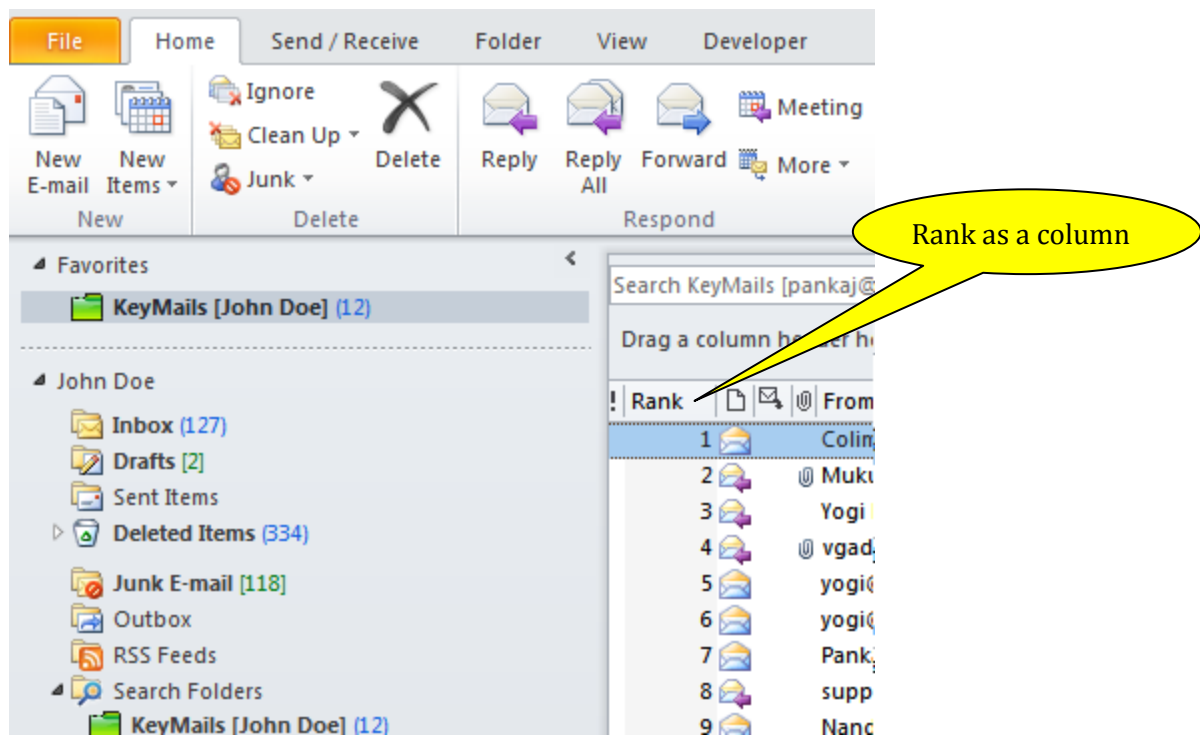 File Home Send / Receive Folder View Developer
Ignore
Clean Up
Junk
Delete
New E-mail
New Items
Reply
Reply All
Forward
Meeting
More
New Delete Respond
Rank as a column
Favorites
KeyMails [John Doe] (12)
John Doe
Inbox (127)
Drafts [2]
Sent Items
Deleted Items (334)
Junk E-mail [118]
Outbox
RSS Feeds
Search Folders
KeyMails [John Doe] (12)
Search KeyMails [pankaj@
Drag a column
! Rank From
1 Colin
2 Muku
3 Yogi
4 vgad
5 yogi@
6 yogi@
7 Pank
8 supp
9 Nanc